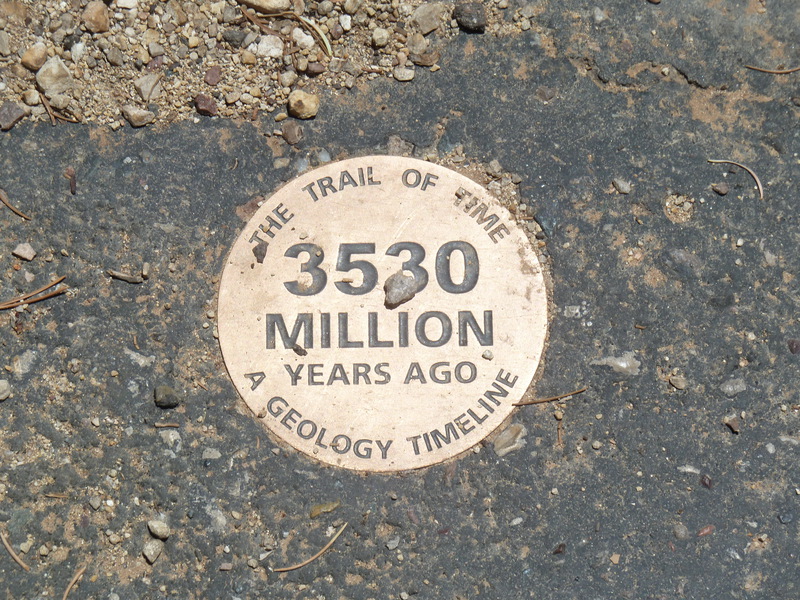 THE TRAIL OF TIME
3530
MILLION
YEARS AGO
A GEOLOGY TIMELINE